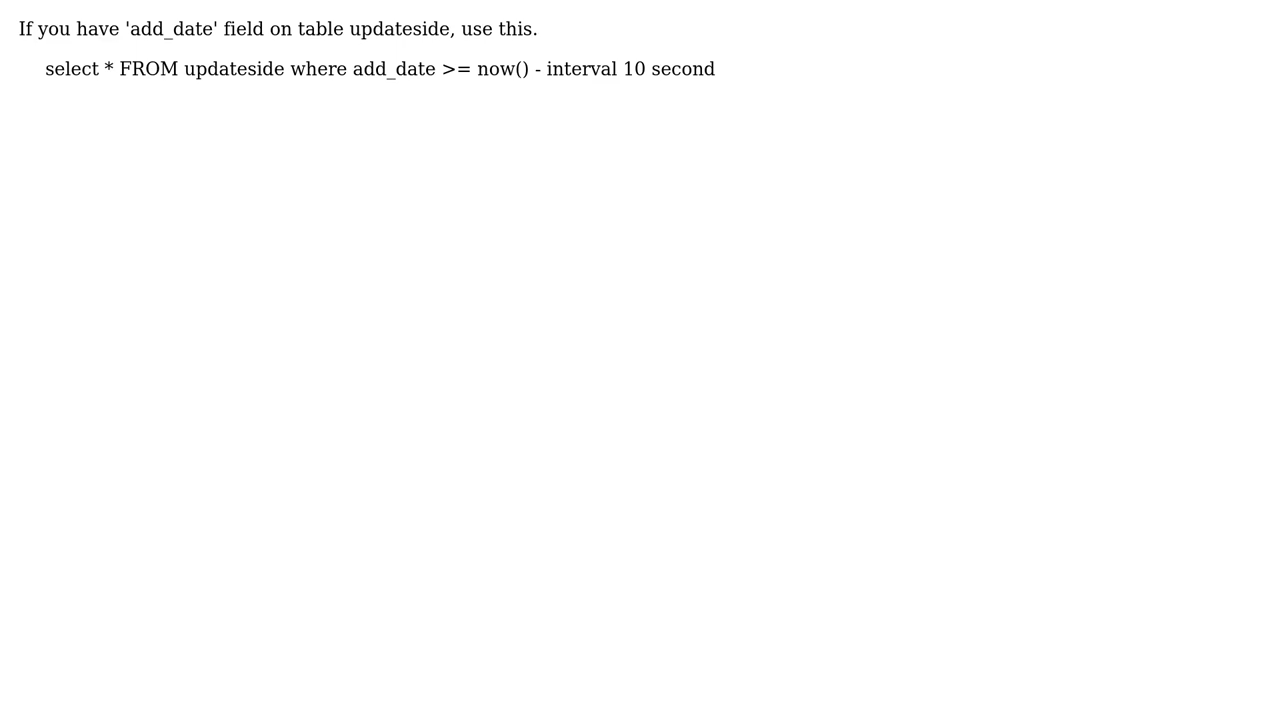 If you have 'add_date' field on table updateside, use this.
select * FROM updateside where add_date >= now() - interval 10 second